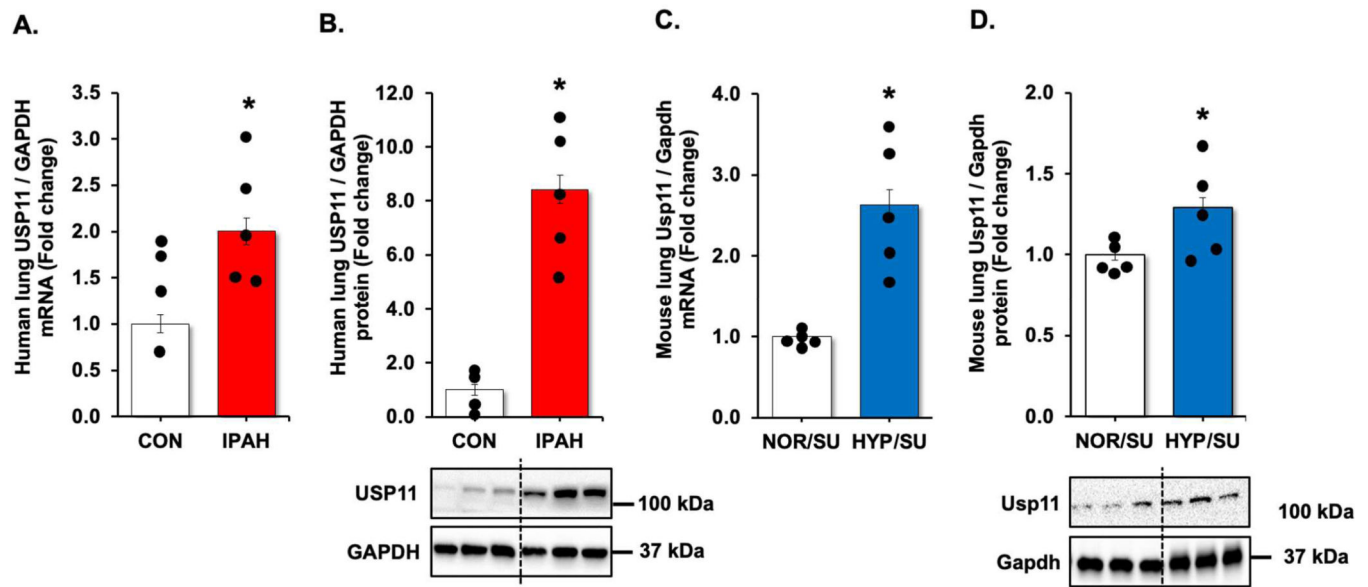 A.
Human lung USP11 / GAPDH
mRNA (Fold change)
3.5
3.0
2.5
2.0
1.5
1.0
0.5
0.0
*
CON
IPAH
B.
Human lung USP11 / GAPDH
protein (Fold change)
12.0
10.0
8.0
6.0
4.0
2.0
0.0
*
CON
IPAH
USP11
100 kDa
GAPDH
37 kDa
C.
Mouse lung Usp11 / Gapdh
mRNA (Fold change)
4.0
3.0
2.0
1.0
0.0
*
NOR/SU
HYP/SU
D.
Mouse lung Usp11 / Gapdh
protein (Fold change)
2.0
1.5
1.0
0.5
0.0
*
NOR/SU
HYP/SU
Usp11
100 kDa
Gapdh
37 kDa